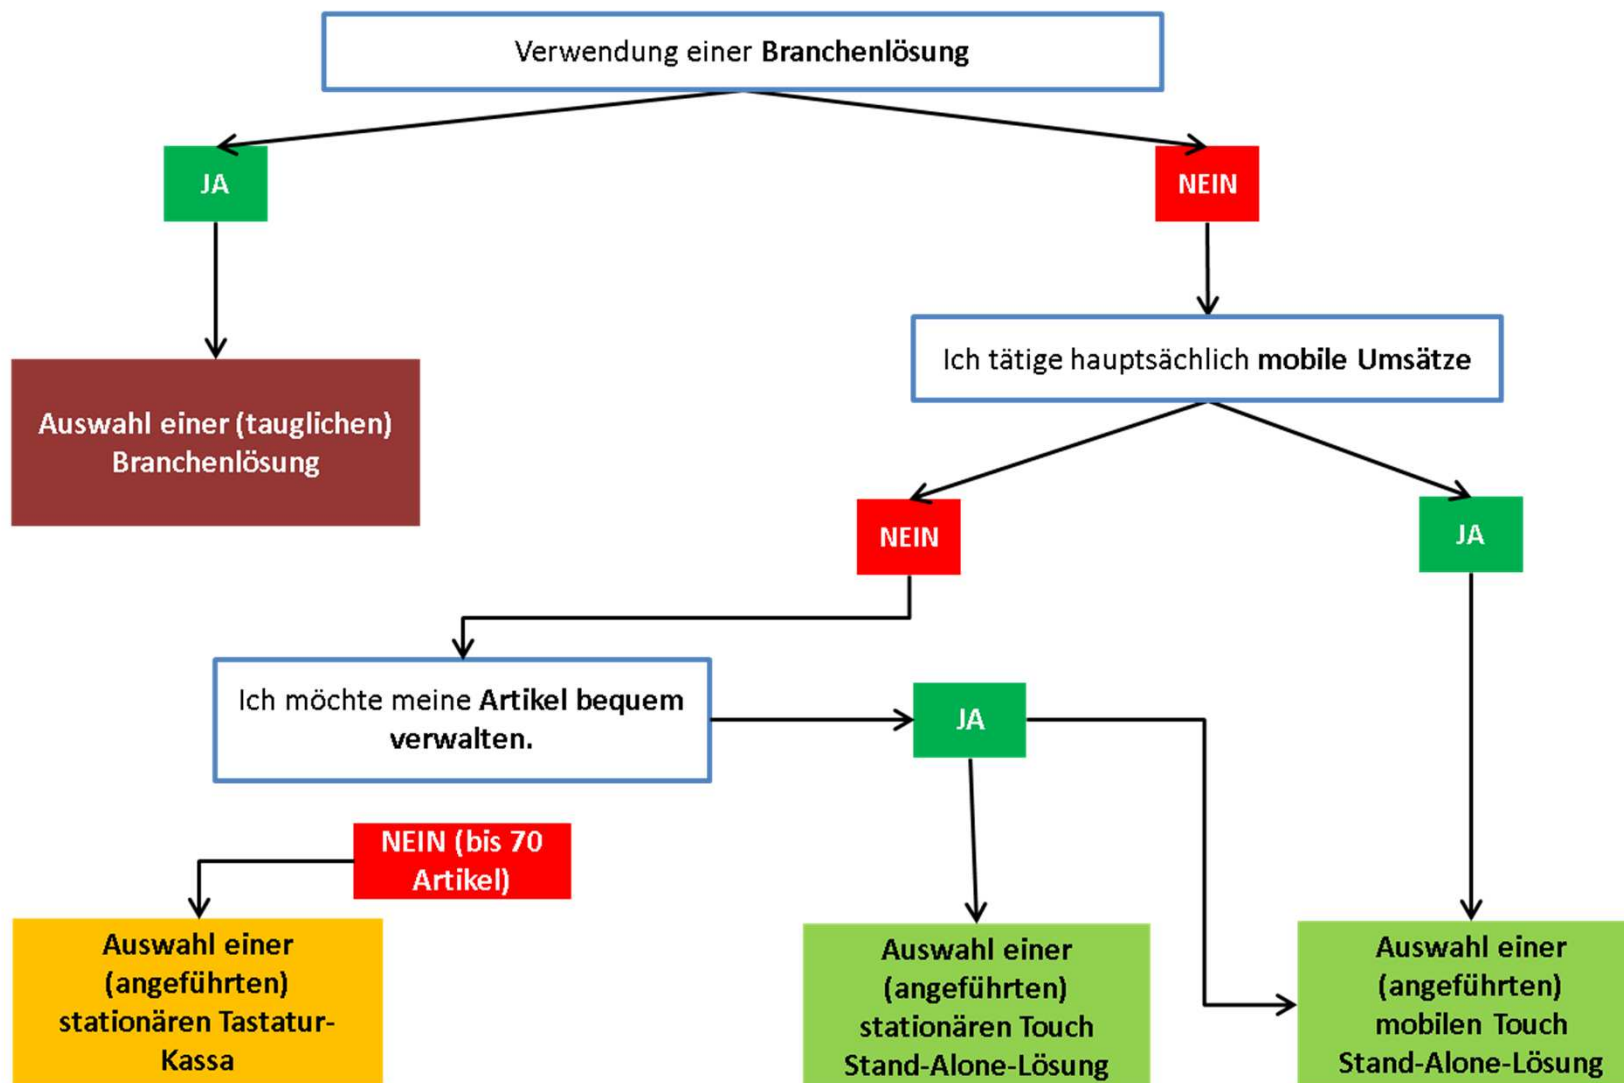 Verwendung einer Branchenlösung
JA
NEIN
Ich tätige hauptsächlich mobile Umsätze
Auswahl einer (tauglichen)
Branchenlösung
NEIN
JA
Ich möchte meine Artikel bequem
verwalten.
JA
NEIN (bis 70
Artikel)
Auswahl einer
(angeführten)
stationären Tastatur-
Kassa
Auswahl einer
(angeführten)
stationären Touch
Stand-Alone-Lösung
Auswahl einer
(angeführten)
mobilen Touch
Stand-Alone-Lösung